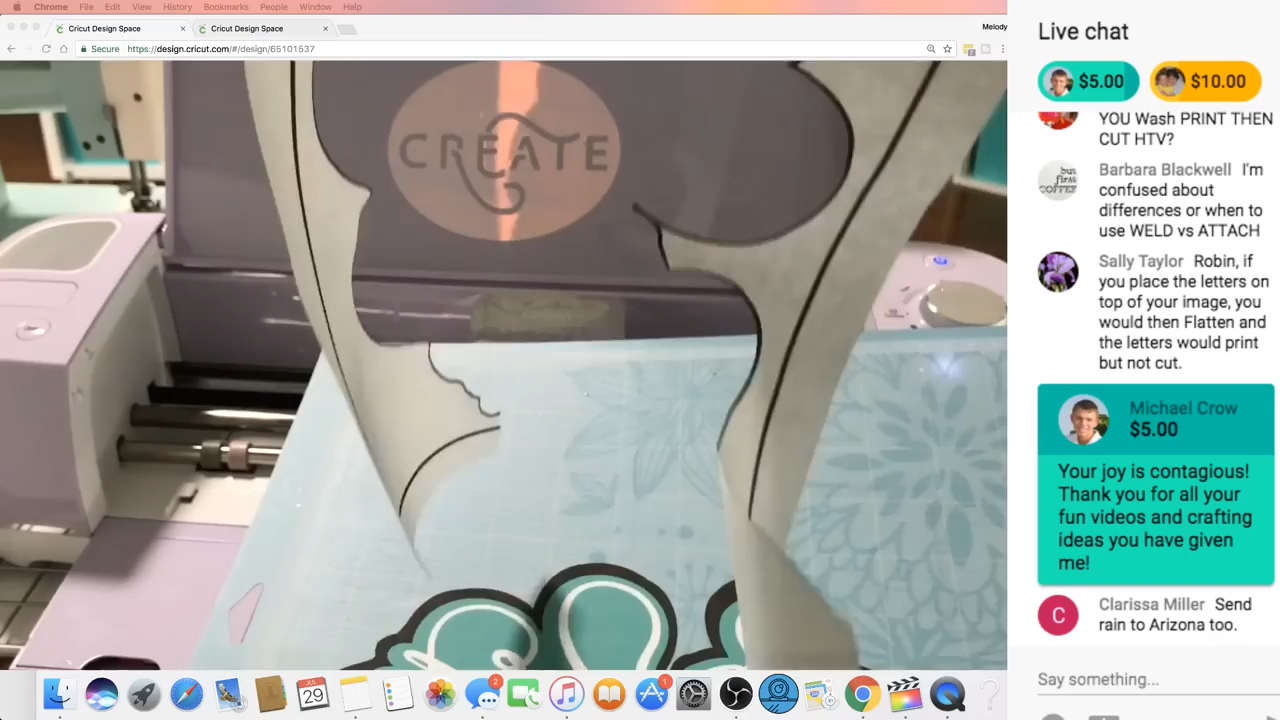 Chrome File Edit View History Bookmarks People Window Help
Cricut Design Space
Cricut Design Space
Melody
Secure https://design.cricut.com/#/design/65101537
CREATE
JUL
29
2
1
Live chat
$5.00
$10.00
YOU Wash PRINT THEN
CUT HTV?
but
first
COFFEE
Barbara Blackwell I'm
confused about
differences or when to
use WELD vs ATTACH
Sally Taylor Robin, if
you place the letters on
top of your image, you
would then Flatten and
the letters would print
but not cut.
Michael Crow
$5.00
Your joy is contagious!
Thank you for all your
fun videos and crafting
ideas you have given
me!
C
Clarissa Miller Send
rain to Arizona too.
Say something...